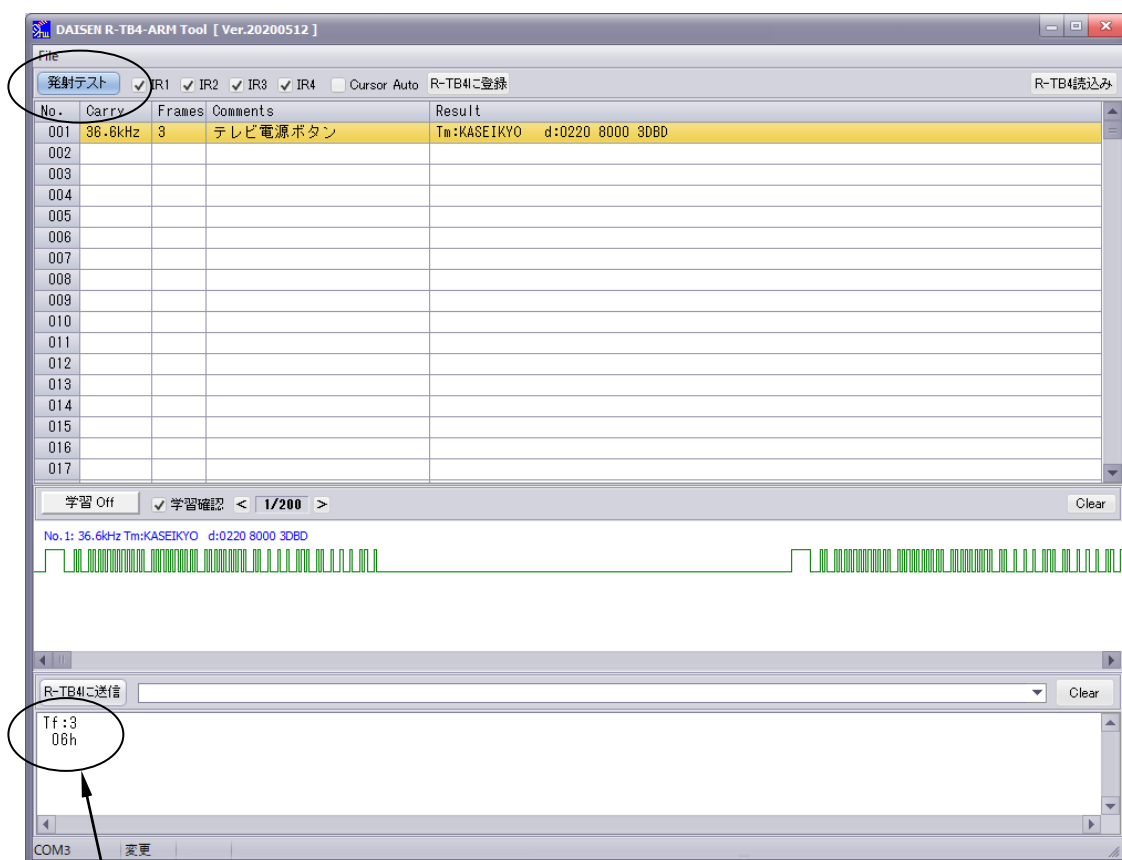 DAISEN R-TB4-ARM Tool [ Ver.20200512 ]
File
発射テスト IR1 IR2 IR3 IR4 Cursor Auto R-TB4に登録 R-TB4読込み
No. Carry Frames Comments Result
001 36.6kHz 3 テレビ電源ボタン Tm:KASEIKYO d:0220 8000 3DBD
002
003
004
005
006
007
008
009
010
011
012
013
014
015
016
017
学習 Off 学習確認 < 1/200 > Clear
No.1: 36.6kHz Tm:KASEIKYO d:0220 8000 3DBD
R-TB4に送信 Clear
Tf:3
06h
COM3 変更